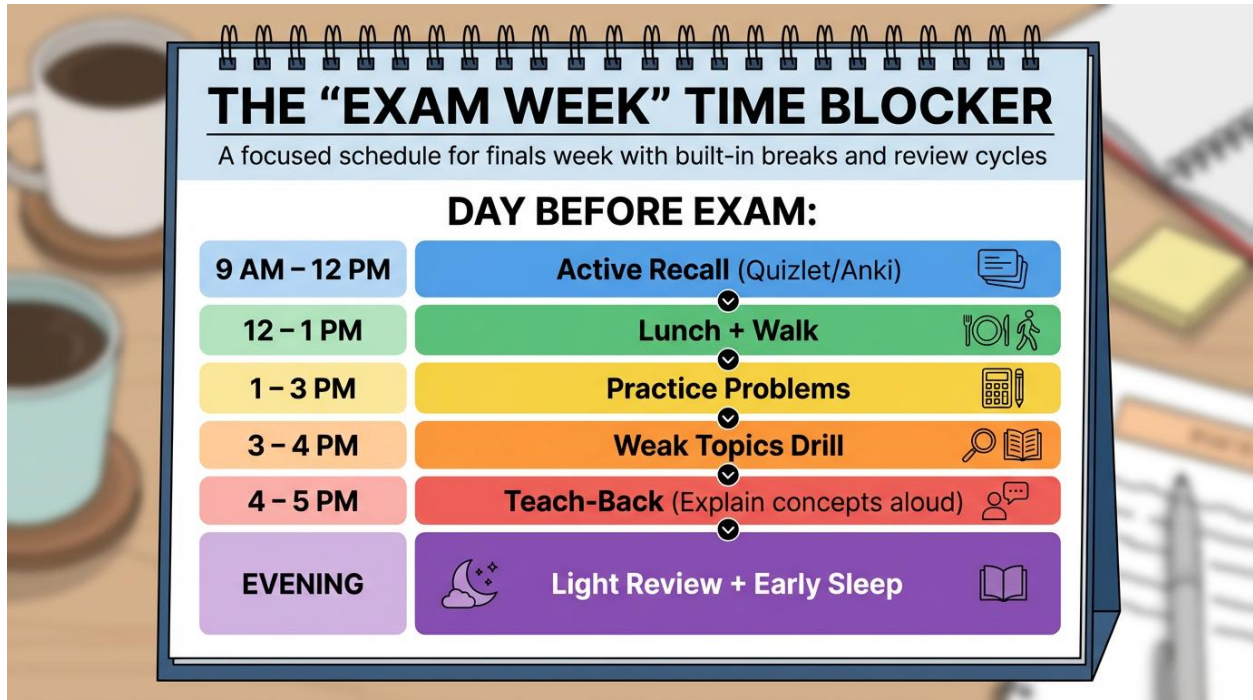 THE “EXAM WEEK” TIME BLOCKER
A focused schedule for finals week with built-in breaks and review cycles
DAY BEFORE EXAM:
9 AM – 12 PM
Active Recall (Quizlet/Anki)
12 – 1 PM
Lunch + Walk
1 – 3 PM
Practice Problems
3 – 4 PM
Weak Topics Drill
4 – 5 PM
Teach-Back (Explain concepts aloud)
EVENING
Light Review + Early Sleep